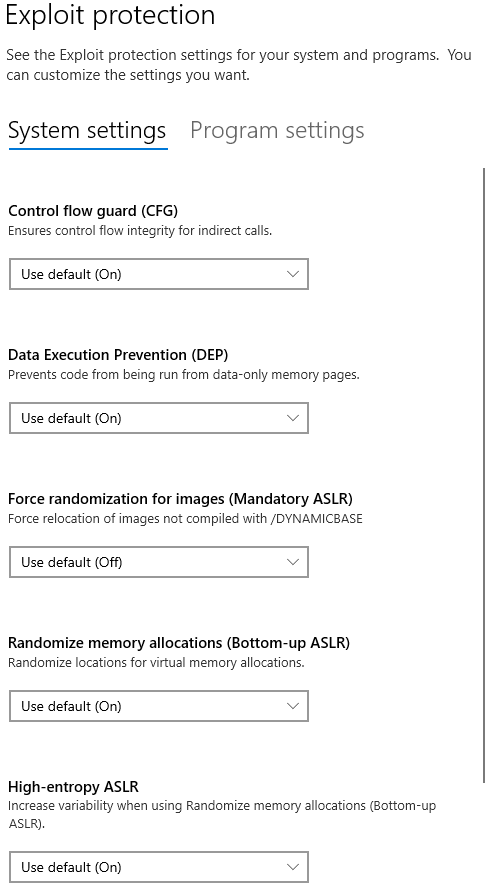 Exploit protection
See the Exploit protection settings for your system and programs.  You
can customize the settings you want.
System settings    Program settings
Control flow guard (CFG)
Ensures control flow integrity for indirect calls.
Use default (On)
Data Execution Prevention (DEP)
Prevents code from being run from data-only memory pages.
Use default (On)
Force randomization for images (Mandatory ASLR)
Force relocation of images not compiled with /DYNAMICBASE
Use default (Off)
Randomize memory allocations (Bottom-up ASLR)
Randomize locations for virtual memory allocations.
Use default (On)
High-entropy ASLR
Increase variability when using Randomize memory allocations (Bottom-up
ASLR).
Use default (On)